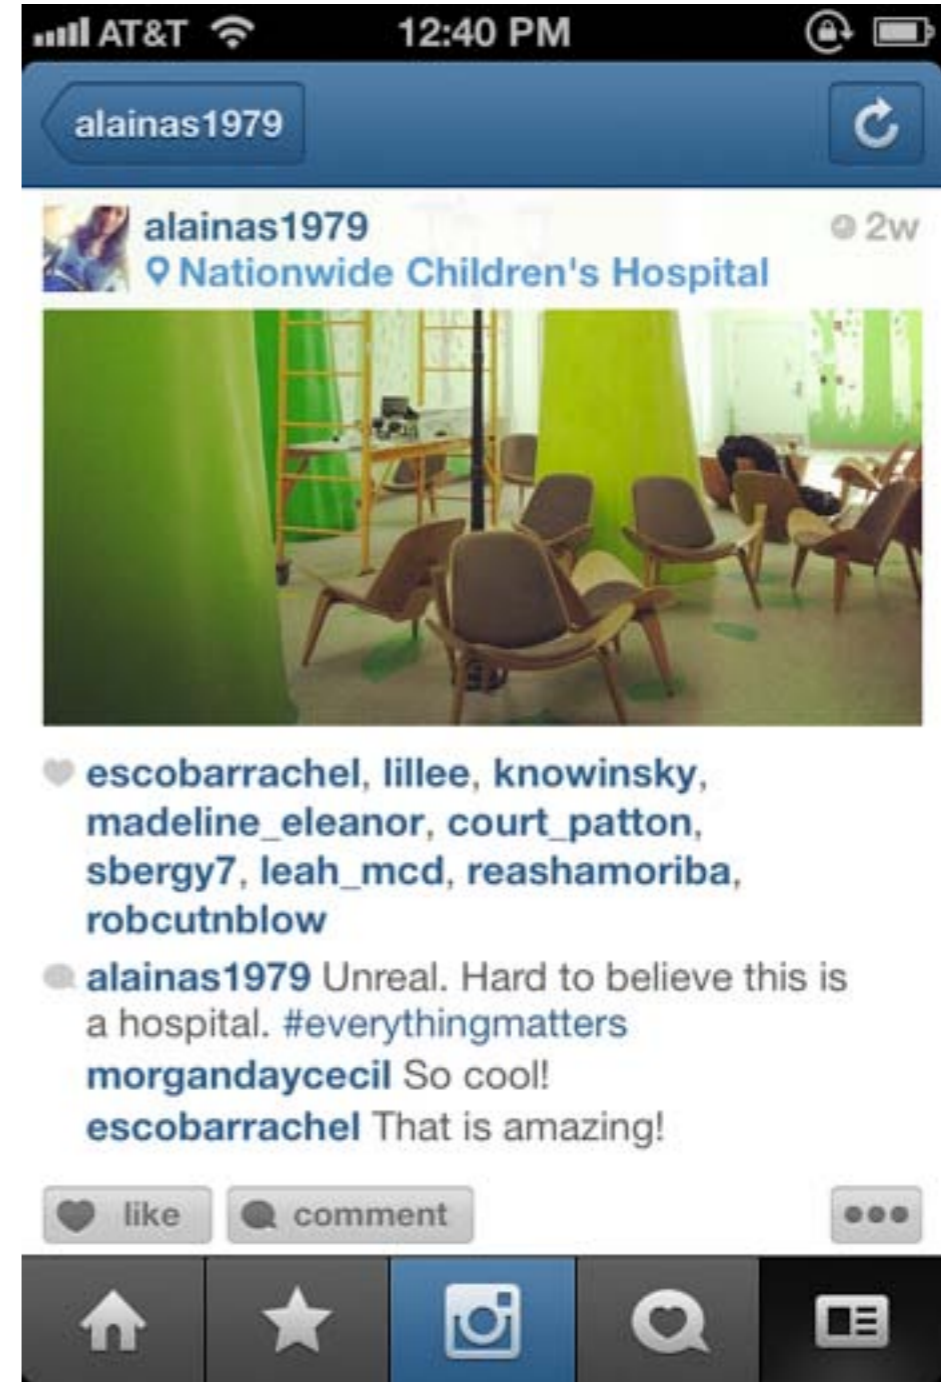 AT&T 12:40 PM
alainas1979
alainas1979 2w
Nationwide Children's Hospital
escobarrachel, lillee, knowinsky,
madeline_eleanor, court_patton,
sbergy7, leah_mcd, reashamoriba,
robcutnblow
alainas1979 Unreal. Hard to believe this is
a hospital. #everythingmatters
morgandaycecil So cool!
escobarrachel That is amazing!
like comment